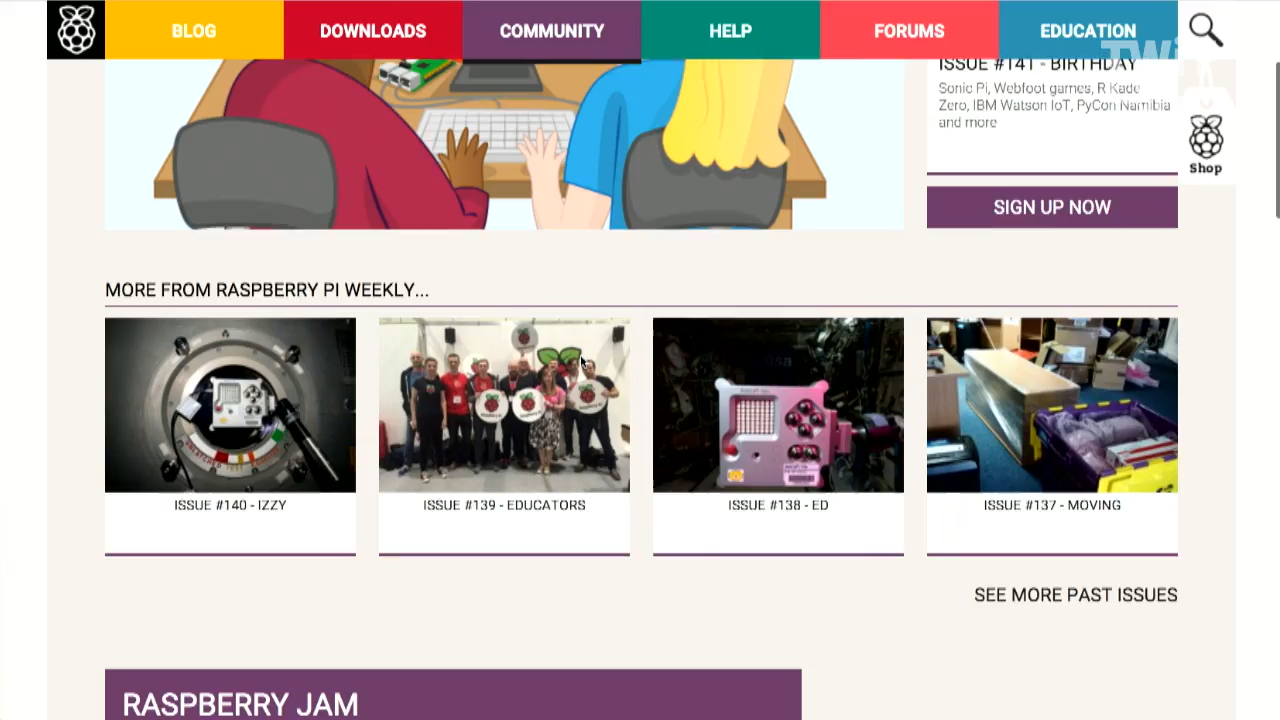 BLOG
DOWNLOADS
COMMUNITY
HELP
FORUMS
EDUCATION
TWiT
ISSUE #141 - BIRTHDAY
Sonic Pi, Webfoot games, R Kade
Zero, IBM Watson IoT, PyCon Namibia
and more
Shop
SIGN UP NOW
MORE FROM RASPBERRY PI WEEKLY...
ISSUE #140 - IZZY
ISSUE #139 - EDUCATORS
ISSUE #138 - ED
ISSUE #137 - MOVING
SEE MORE PAST ISSUES
RASPBERRY JAM